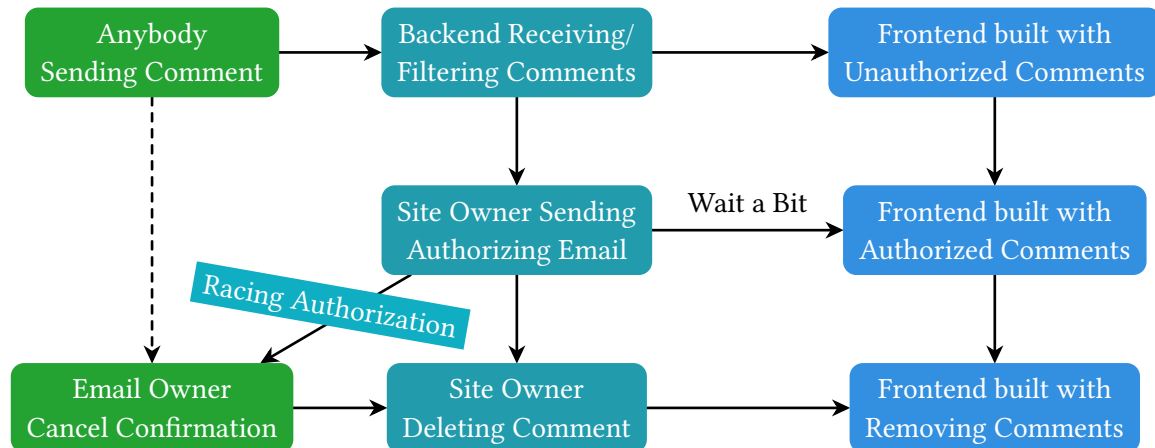 Anybody
Sending Comment
Backend Receiving/
Filtering Comments
Frontend built with
Unauthorized Comments
Site Owner Sending
Authorizing Email
Wait a Bit
Frontend built with
Authorized Comments
Racing Authorization
Email Owner
Cancel Confirmation
Site Owner
Deleting Comment
Frontend built with
Removing Comments